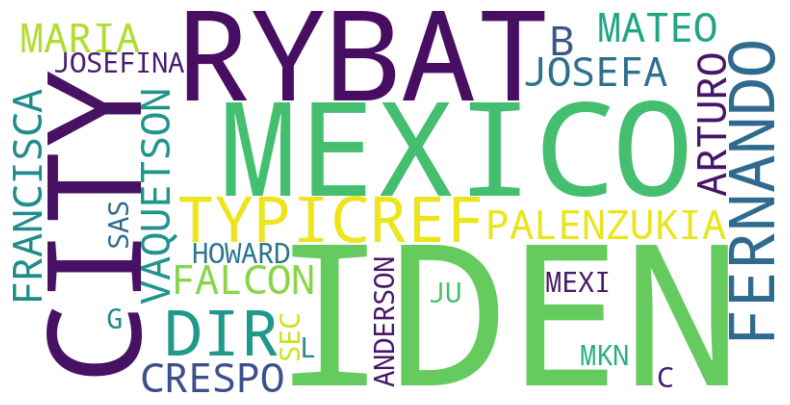 MARIA
RYBAT
B
MATEO
JOSEFINA
JOSEFA
ARTURO
FERNANDO
FRANCISCA
CITY
VAQUETSON
MEXICO
SAS
TYPICREF
PALENZUKIA
HOWARD
IDEN
FALCON
ANDERSON
JU
MEXI
G
DIR
SEC
L
MKN
CRESPO
C